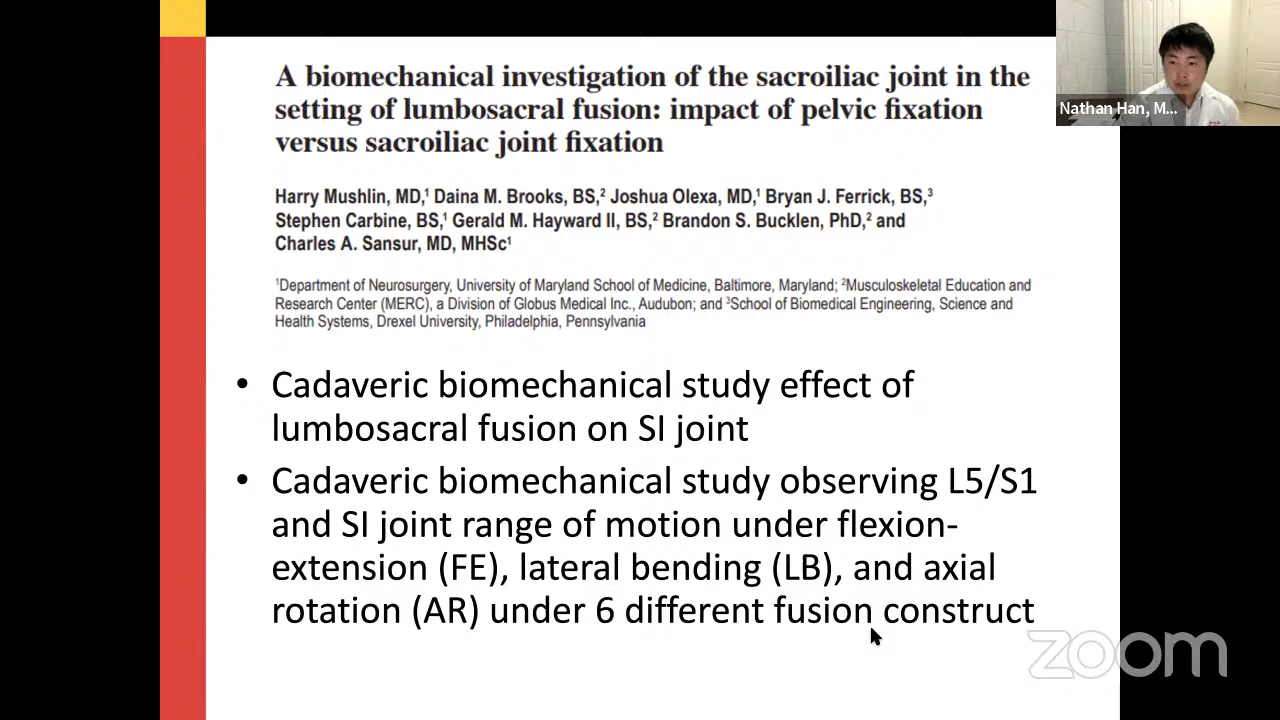 A biomechanical investigation of the sacroiliac joint in the
setting of lumbosacral fusion: impact of pelvic fixation
versus sacroiliac joint fixation
Harry Mushlin, MD,¹ Daina M. Brooks, BS,² Joshua Olexa, MD,¹ Bryan J. Ferrick, BS,³
Stephen Carbine, BS,¹ Gerald M. Hayward II, BS,² Brandon S. Bucklen, PhD,² and
Charles A. Sansur, MD, MHSc¹
¹Department of Neurosurgery, University of Maryland School of Medicine, Baltimore, Maryland; ²Musculoskeletal Education and
Research Center (MERC), a Division of Globus Medical Inc., Audubon; and ³School of Biomedical Engineering, Science and
Health Systems, Drexel University, Philadelphia, Pennsylvania
• Cadaveric biomechanical study effect of
lumbosacral fusion on SI joint
• Cadaveric biomechanical study observing L5/S1
and SI joint range of motion under flexion-
extension (FE), lateral bending (LB), and axial
rotation (AR) under 6 different fusion construct
Nathan Han, M...
zoom